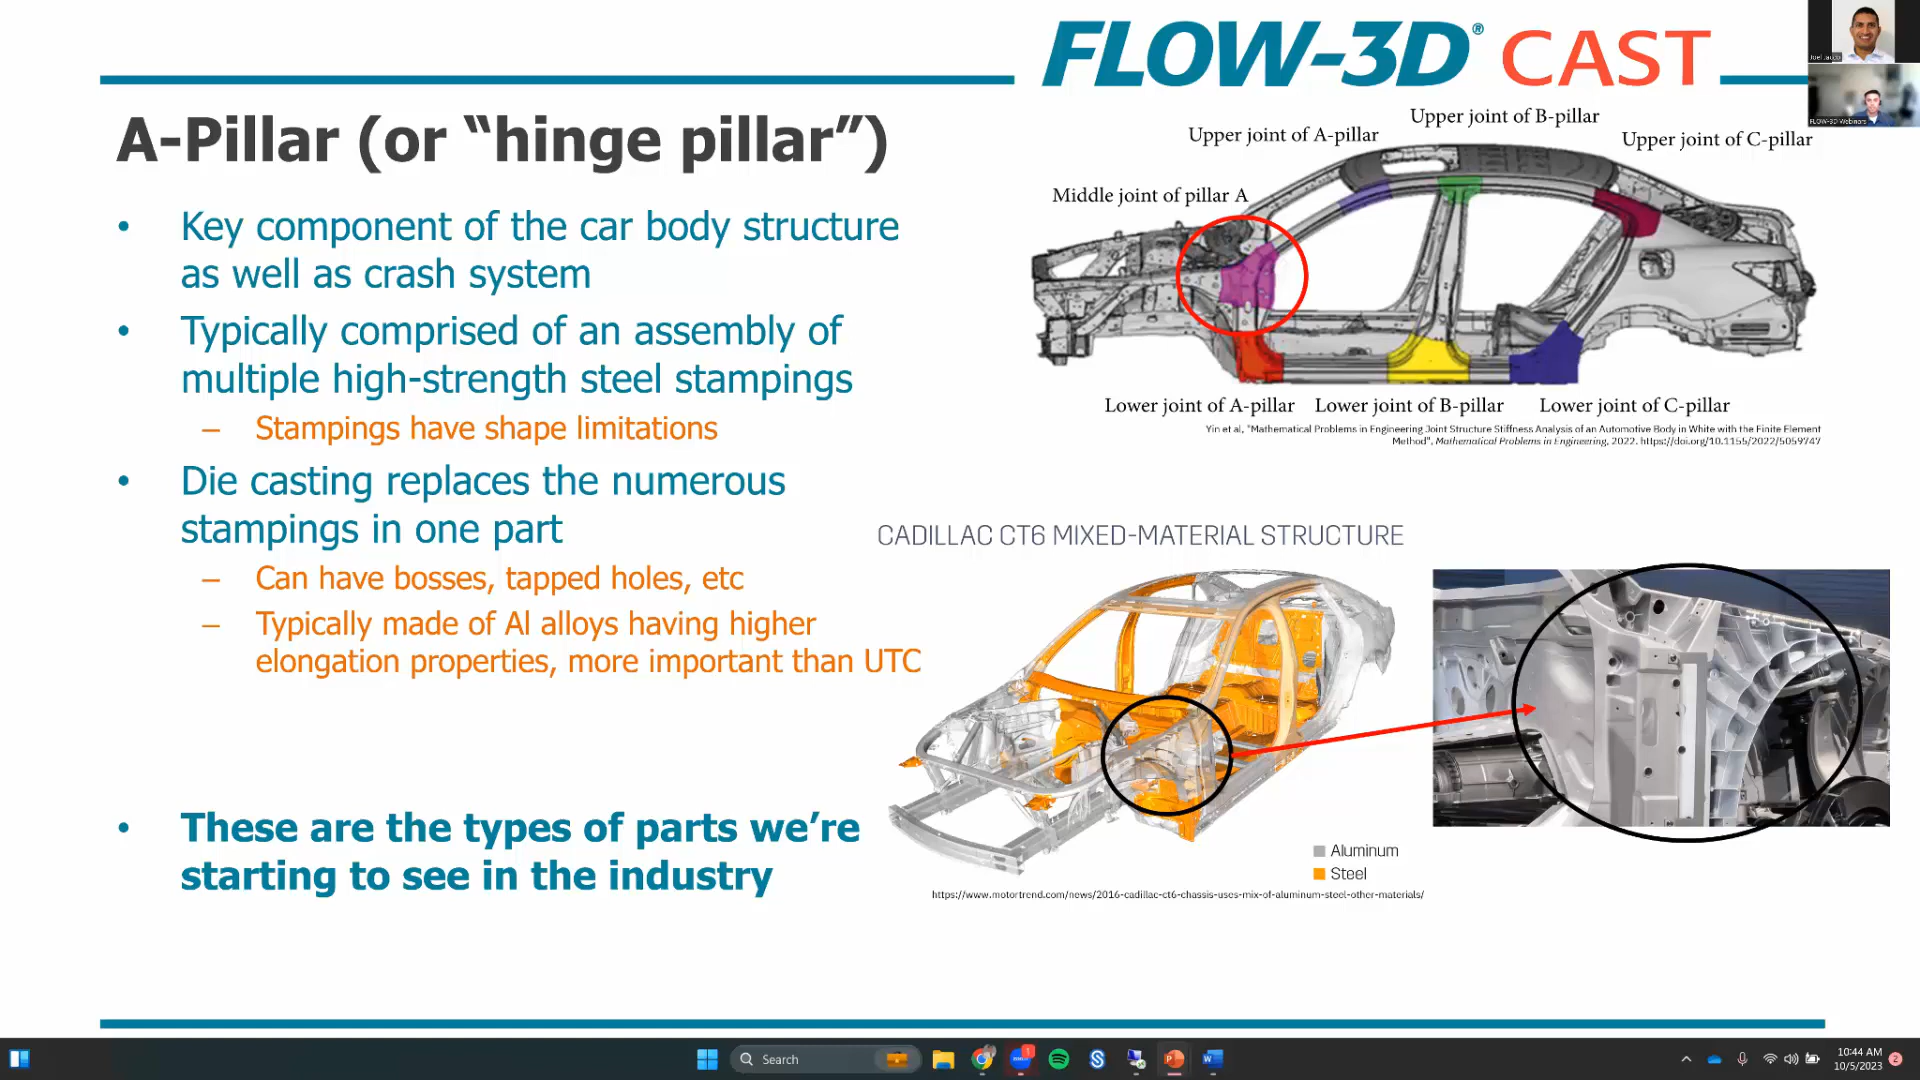 FLOW-3D® CAST
A-Pillar (or “hinge pillar”)
• Key component of the car body structure
as well as crash system
• Typically comprised of an assembly of
multiple high-strength steel stampings
– Stampings have shape limitations
• Die casting replaces the numerous
stampings in one part
– Can have bosses, tapped holes, etc
– Typically made of Al alloys having higher
elongation properties, more important than UTC
• These are the types of parts we’re
starting to see in the industry
Upper joint of B-pillar
Upper joint of A-pillar
Upper joint of C-pillar
Middle joint of pillar A
Lower joint of A-pillar
Lower joint of B-pillar
Lower joint of C-pillar
Yin et al, "Mathematical Problems in Engineering Joint Structure Stiffness Analysis of an Automotive Body in White with the Finite Element
Method", Mathematical Problems in Engineering, 2022. https://doi.org/10.1155/2022/5059747
CADILLAC CT6 MIXED-MATERIAL STRUCTURE
Aluminum
Steel
https://www.motortrend.com/news/2016-cadillac-ct6-chassis-uses-mix-of-aluminum-steel-other-materials/
FLOW-3D Webinars
Search
10:44 AM
10/5/2023
2